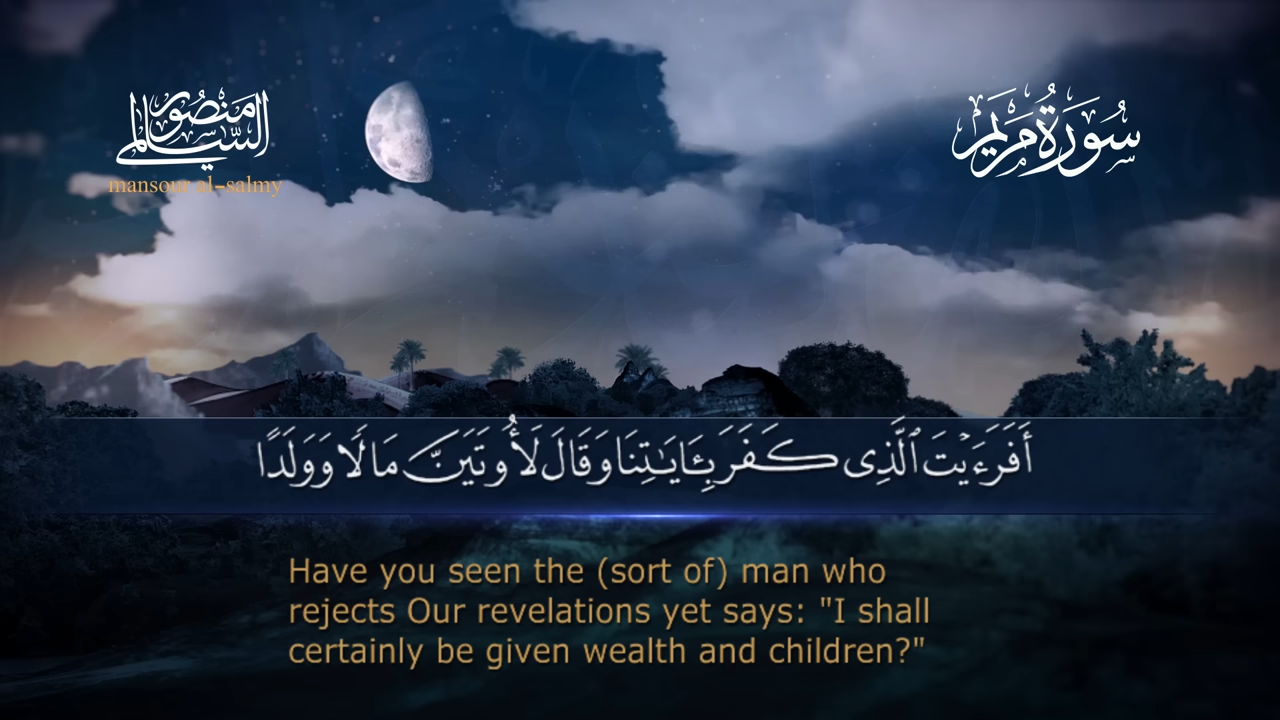 منصور السالمي
mansour al-salmy
سُورَةُ مَرْيَم
أَفَرَءَيْتَ ٱلَّذِى كَفَرَ بِـَٔايَـٰتِنَا وَقَالَ لَأُوتَيَنَّ مَالًا وَوَلَدًا
Have you seen the (sort of) man who
rejects Our revelations yet says: "I shall
certainly be given wealth and children?"